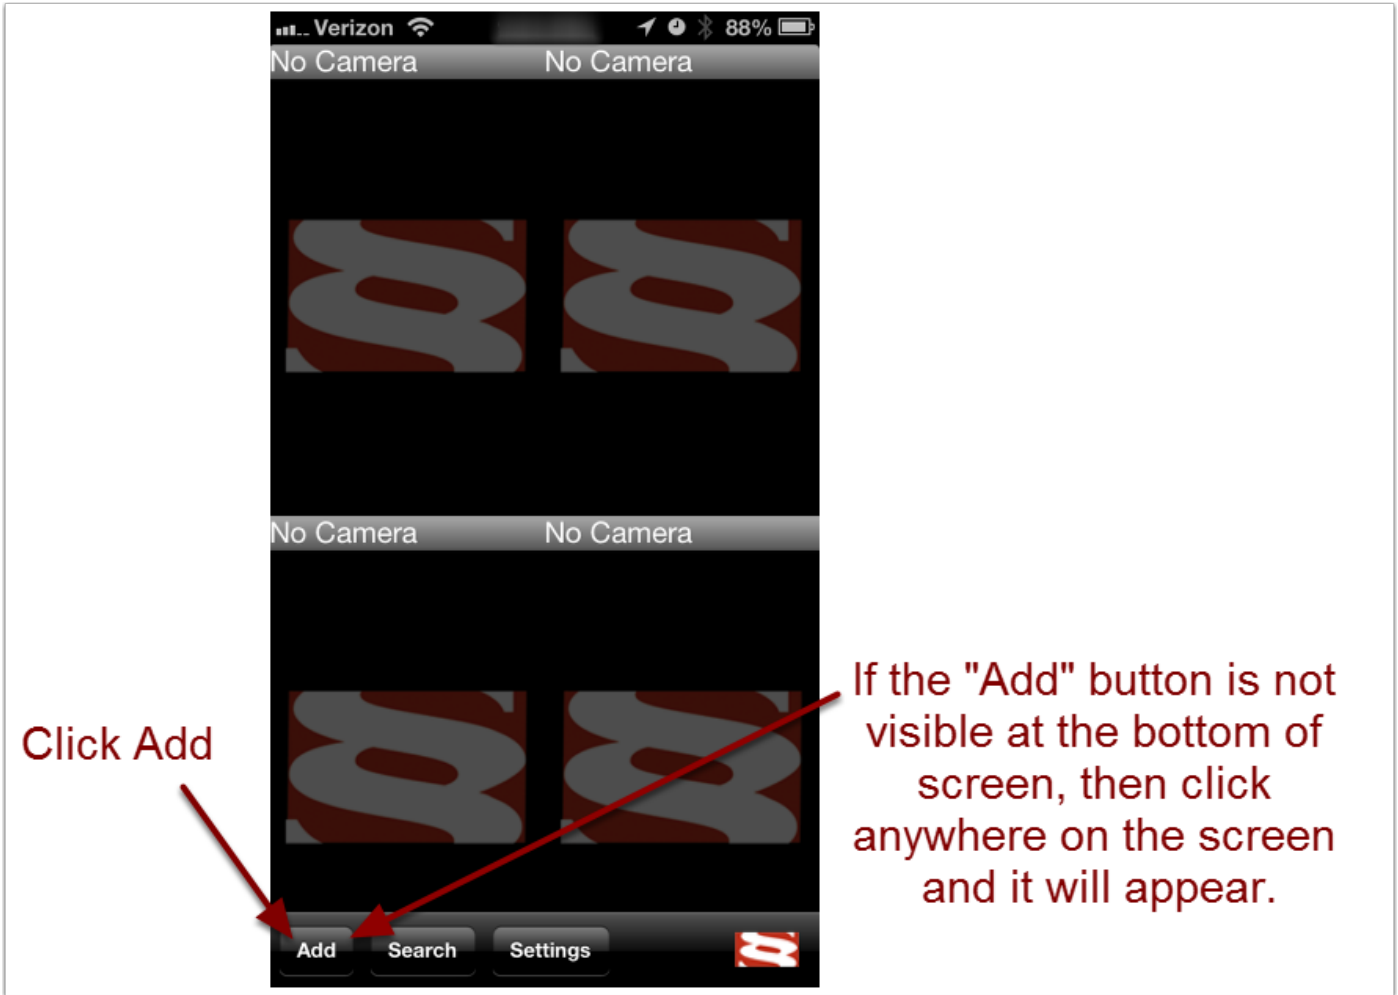 Verizon 88%
No Camera No Camera
No Camera No Camera
Click Add
If the "Add" button is not
visible at the bottom of
screen, then click
anywhere on the screen
and it will appear.
Add Search Settings